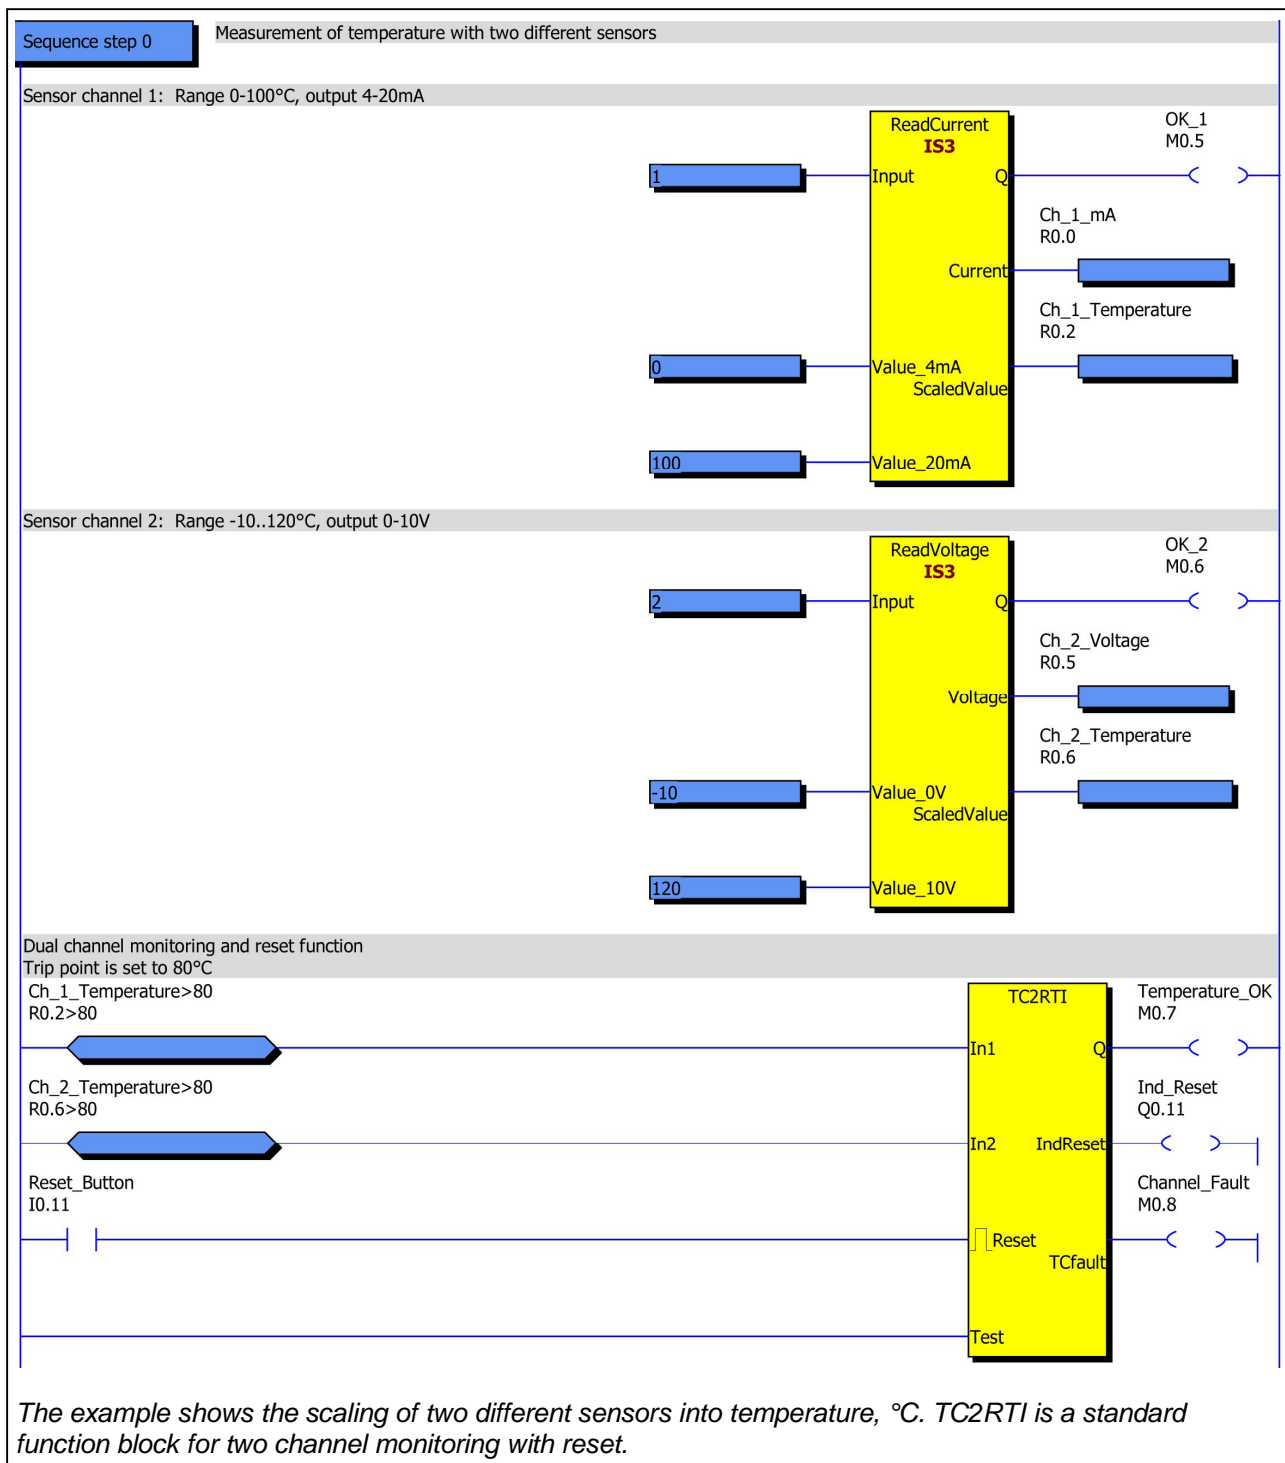 Sequence step 0
Measurement of temperature with two different sensors
Sensor channel 1:  Range 0-100°C, output 4-20mA
ReadCurrent
IS3
OK_1
M0.5
1
Input
Q
Ch_1_mA
R0.0
Current
Ch_1_Temperature
R0.2
0
Value_4mA
ScaledValue
100
Value_20mA
Sensor channel 2:  Range -10..120°C, output 0-10V
ReadVoltage
IS3
OK_2
M0.6
2
Input
Q
Ch_2_Voltage
R0.5
Voltage
Ch_2_Temperature
R0.6
-10
Value_0V
ScaledValue
120
Value_10V
Dual channel monitoring and reset function
Trip point is set to 80°C
Ch_1_Temperature>80
R0.2>80
TC2RTI
Temperature_OK
M0.7
In1
Q
Ch_2_Temperature>80
R0.6>80
Ind_Reset
Q0.11
In2
IndReset
Reset_Button
I0.11
Channel_Fault
M0.8
Reset
TCfault
Test
The example shows the scaling of two different sensors into temperature, °C. TC2RTI is a standard
function block for two channel monitoring with reset.